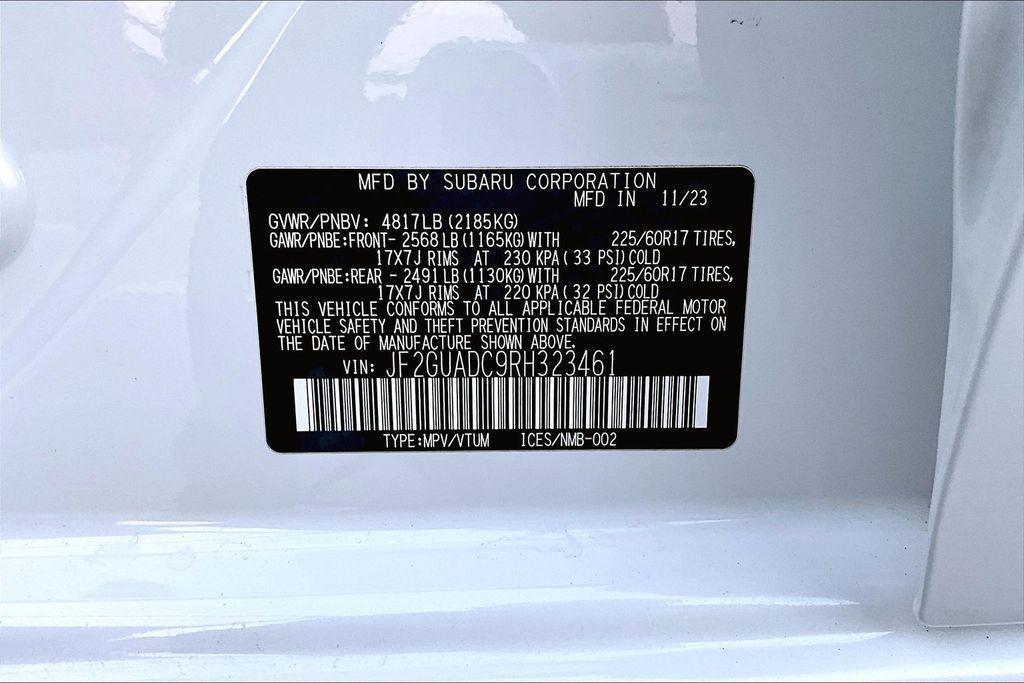 MFD BY SUBARU CORPORATION
MFD IN 11/23
GVWR/PNBV: 4817LB (2185KG)
GAWR/PNBE:FRONT- 2568 LB (1165KG) WITH 225/60R17 TIRES,
17X7J RIMS AT 230 KPA ( 33 PSI) COLD
GAWR/PNBE:REAR - 2491 LB (1130KG) WITH 225/60R17 TIRES,
17X7J RIMS AT 220 KPA ( 32 PSI) COLD
THIS VEHICLE CONFORMS TO ALL APPLICABLE FEDERAL MOTOR
VEHICLE SAFETY AND THEFT PREVENTION STANDARDS IN EFFECT ON
THE DATE OF MANUFACTURE SHOWN ABOVE.
VIN: JF2GUADC9RH323461
TYPE:MPV/VTUM ICES/NMB-002